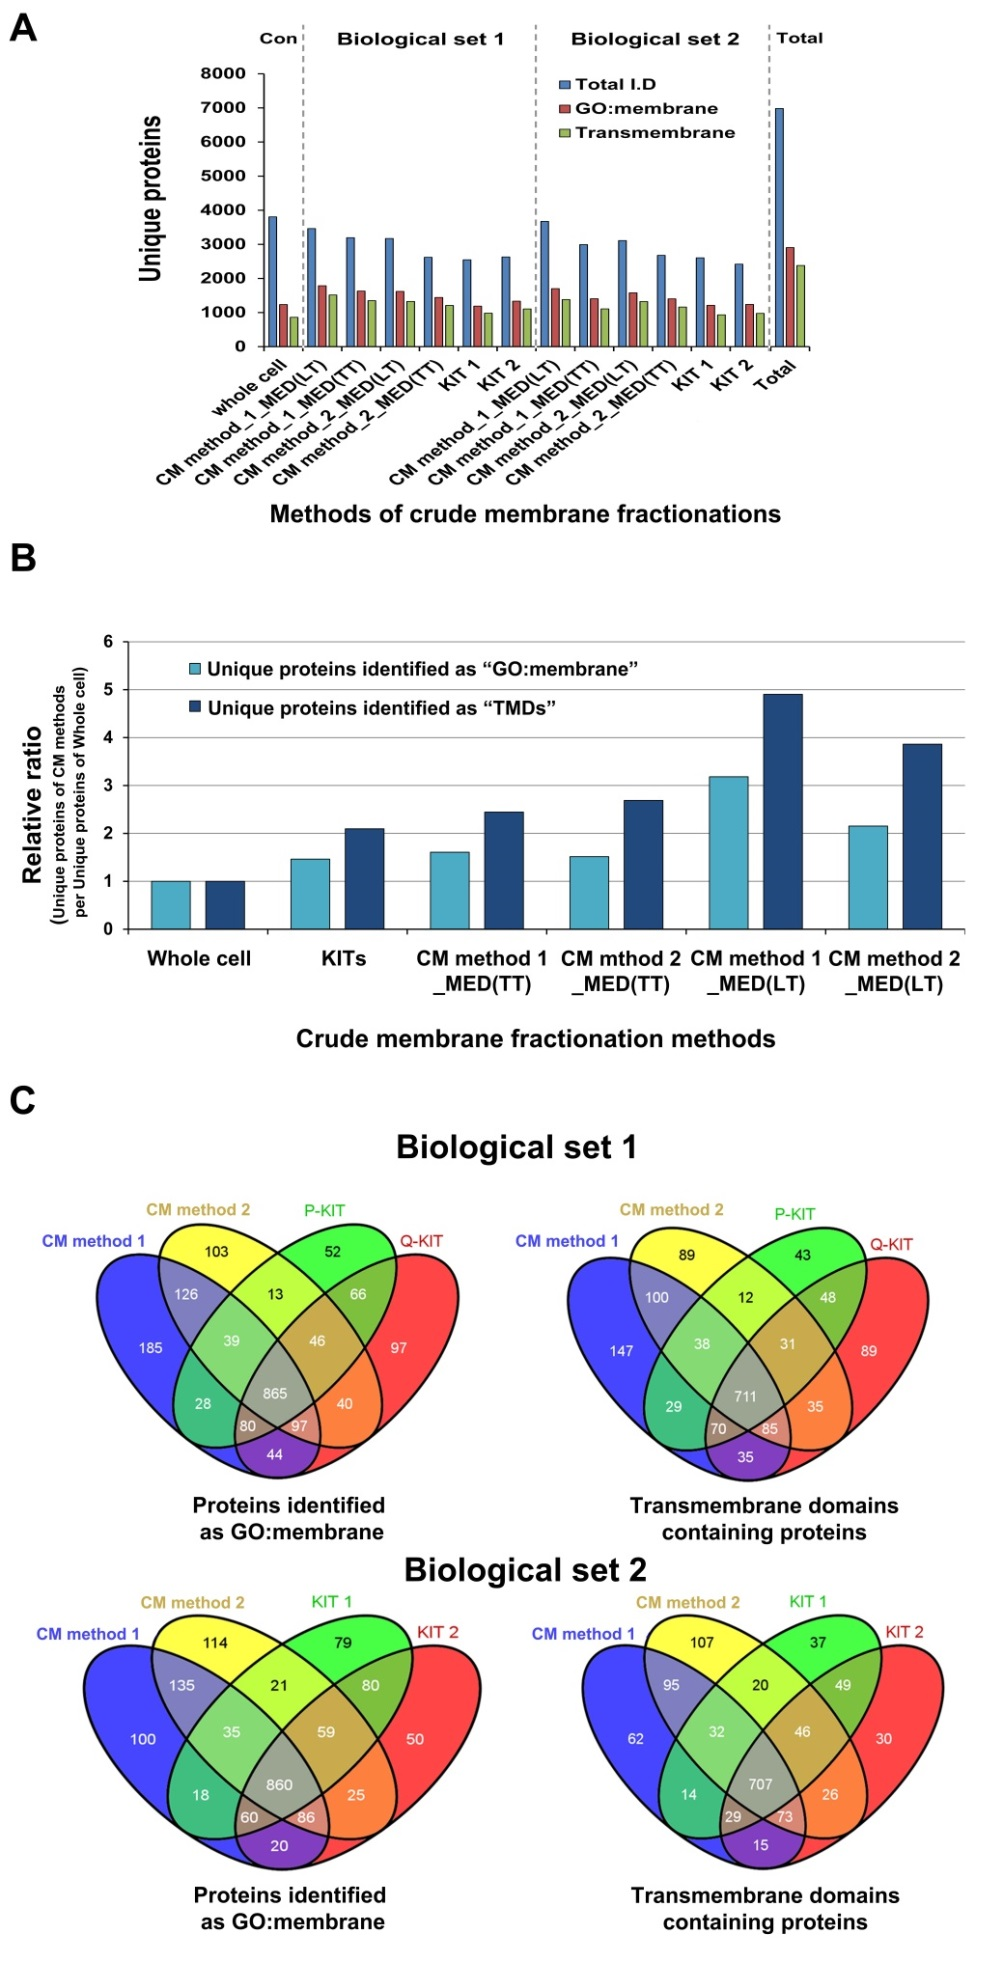 A
Con
Biological set 1
Biological set 2
Total
Unique proteins
8000
7000
6000
5000
4000
3000
2000
1000
0
Total I.D
GO:membrane
Transmembrane
whole cell
CM method_1_MED(LT)
CM method_1_MED(TT)
CM method_2_MED(LT)
CM method_2_MED(TT)
KIT 1
KIT 2
CM method_1_MED(LT)
CM method_1_MED(TT)
CM method_2_MED(LT)
CM method_2_MED(TT)
KIT 1
KIT 2
Total
Methods of crude membrane fractionations
B
Relative ratio
(Unique proteins of CM methods
per Unique proteins of Whole cell)
6
5
4
3
2
1
0
Unique proteins identified as “GO:membrane”
Unique proteins identified as “TMDs”
Whole cell
KITs
CM method 1
_MED(TT)
CM mthod 2
_MED(TT)
CM method 1
_MED(LT)
CM method 2
_MED(LT)
Crude membrane fractionation methods
C
Biological set 1
CM method 1
CM method 2
P-KIT
Q-KIT
103
52
126
13
66
185
39
46
97
865
28
40
80
97
44
Proteins identified
as GO:membrane
CM method 1
CM method 2
P-KIT
Q-KIT
89
43
100
12
48
147
38
31
89
711
29
35
70
85
35
Transmembrane domains
containing proteins
Biological set 2
CM method 1
CM method 2
KIT 1
KIT 2
114
79
135
21
80
100
35
59
50
860
18
25
60
86
20
Proteins identified
as GO:membrane
CM method 1
CM method 2
KIT 1
KIT 2
107
37
95
20
49
62
32
46
30
707
14
26
29
73
15
Transmembrane domains
containing proteins